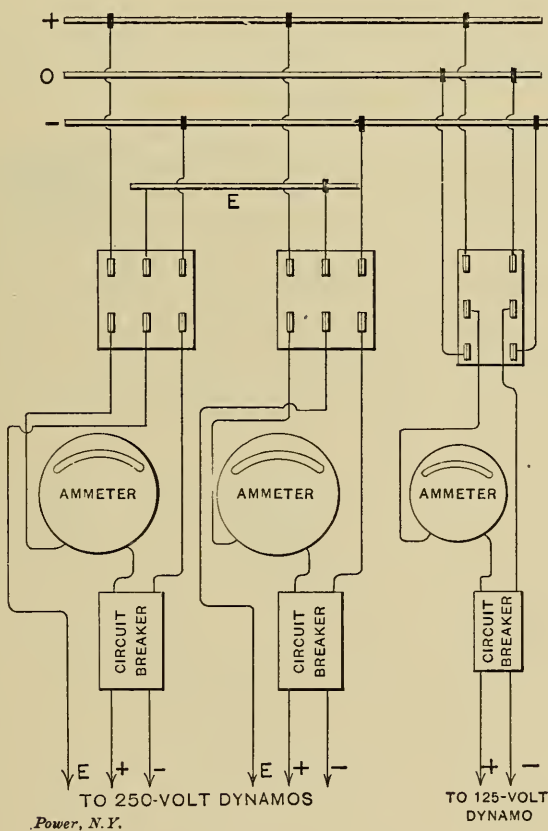 +
O
-
E
AMMETER AMMETER AMMETER
CIRCUIT BREAKER
CIRCUIT BREAKER
CIRCUIT BREAKER
E + - E + - + -
TO 250-VOLT DYNAMOS
TO 125-VOLT
DYNAMO
Power, N.Y.